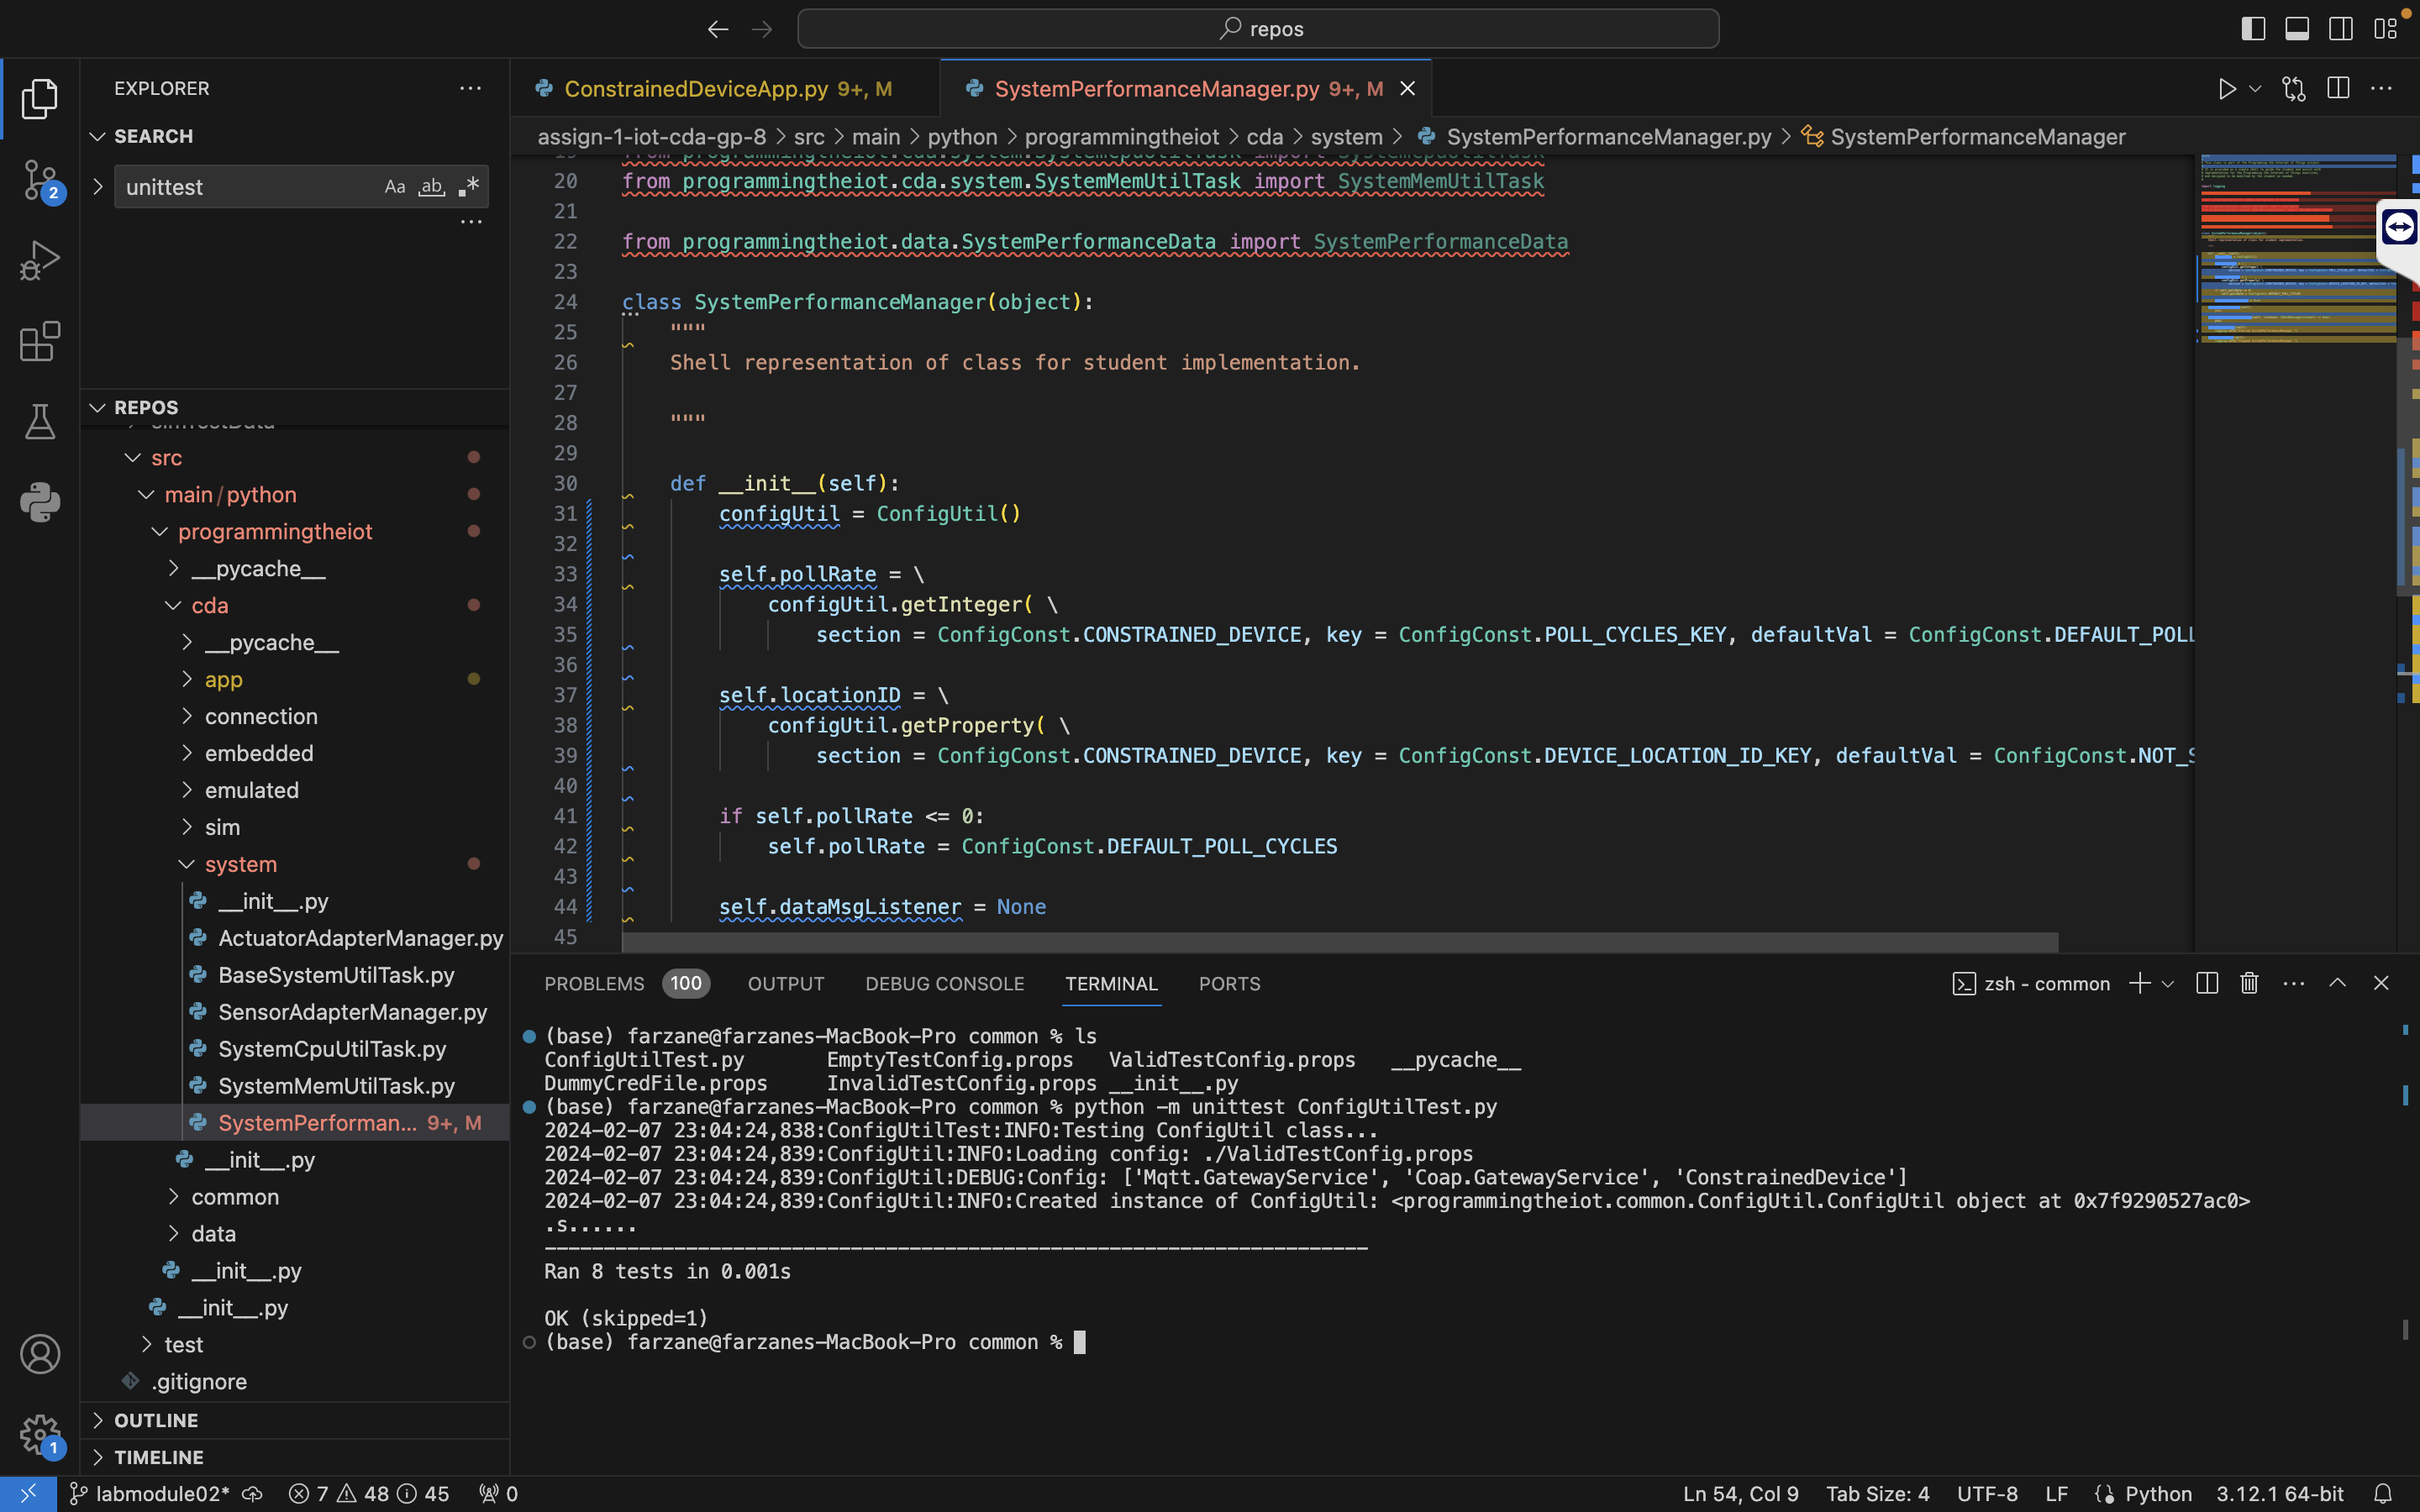 repos
EXPLORER
SEARCH
unittest
Aa
ab
2
REPOS
src
main/python
programmingtheiot
__pycache__
cda
__pycache__
app
connection
embedded
emulated
sim
system
__init__.py
ActuatorAdapterManager.py
BaseSystemUtilTask.py
SensorAdapterManager.py
SystemCpuUtilTask.py
SystemMemUtilTask.py
SystemPerforman... 9+, M
__init__.py
common
data
__init__.py
__init__.py
test
.gitignore
OUTLINE
TIMELINE
1
ConstrainedDeviceApp.py 9+, M
SystemPerformanceManager.py 9+, M
assign-1-iot-cda-gp-8 > src > main > python > programmingtheiot > cda > system > SystemPerformanceManager.py > SystemPerformanceManager
20 from programmingtheiot.cda.system.SystemMemUtilTask import SystemMemUtilTask
21
22 from programmingtheiot.data.SystemPerformanceData import SystemPerformanceData
23
24 class SystemPerformanceManager(object):
25 """
26 Shell representation of class for student implementation.
27
28 """
29
30 def __init__(self):
31 configUtil = ConfigUtil()
32
33 self.pollRate = \
34 configUtil.getInteger( \
35 section = ConfigConst.CONSTRAINED_DEVICE, key = ConfigConst.POLL_CYCLES_KEY, defaultVal = ConfigConst.DEFAULT_POLL
36
37 self.locationID = \
38 configUtil.getProperty( \
39 section = ConfigConst.CONSTRAINED_DEVICE, key = ConfigConst.DEVICE_LOCATION_ID_KEY, defaultVal = ConfigConst.NOT_S
40
41 if self.pollRate <= 0:
42 self.pollRate = ConfigConst.DEFAULT_POLL_CYCLES
43
44 self.dataMsgListener = None
45
PROBLEMS 100 OUTPUT DEBUG CONSOLE TERMINAL PORTS
zsh - common
(base) farzane@farzanes-MacBook-Pro common % ls
ConfigUtilTest.py EmptyTestConfig.props ValidTestConfig.props __pycache__
DummyCredFile.props InvalidTestConfig.props __init__.py
(base) farzane@farzanes-MacBook-Pro common % python -m unittest ConfigUtilTest.py
2024-02-07 23:04:24,838:ConfigUtilTest:INFO:Testing ConfigUtil class...
2024-02-07 23:04:24,839:ConfigUtil:INFO:Loading config: ./ValidTestConfig.props
2024-02-07 23:04:24,839:ConfigUtil:DEBUG:Config: ['Mqtt.GatewayService', 'Coap.GatewayService', 'ConstrainedDevice']
2024-02-07 23:04:24,839:ConfigUtil:INFO:Created instance of ConfigUtil: <programmingtheiot.common.ConfigUtil.ConfigUtil object at 0x7f9290527ac0>
.s......
----------------------------------------------------------------------
Ran 8 tests in 0.001s
OK (skipped=1)
(base) farzane@farzanes-MacBook-Pro common %
labmodule02* 7 48 45 0
Ln 54, Col 9 Tab Size: 4 UTF-8 LF Python 3.12.1 64-bit